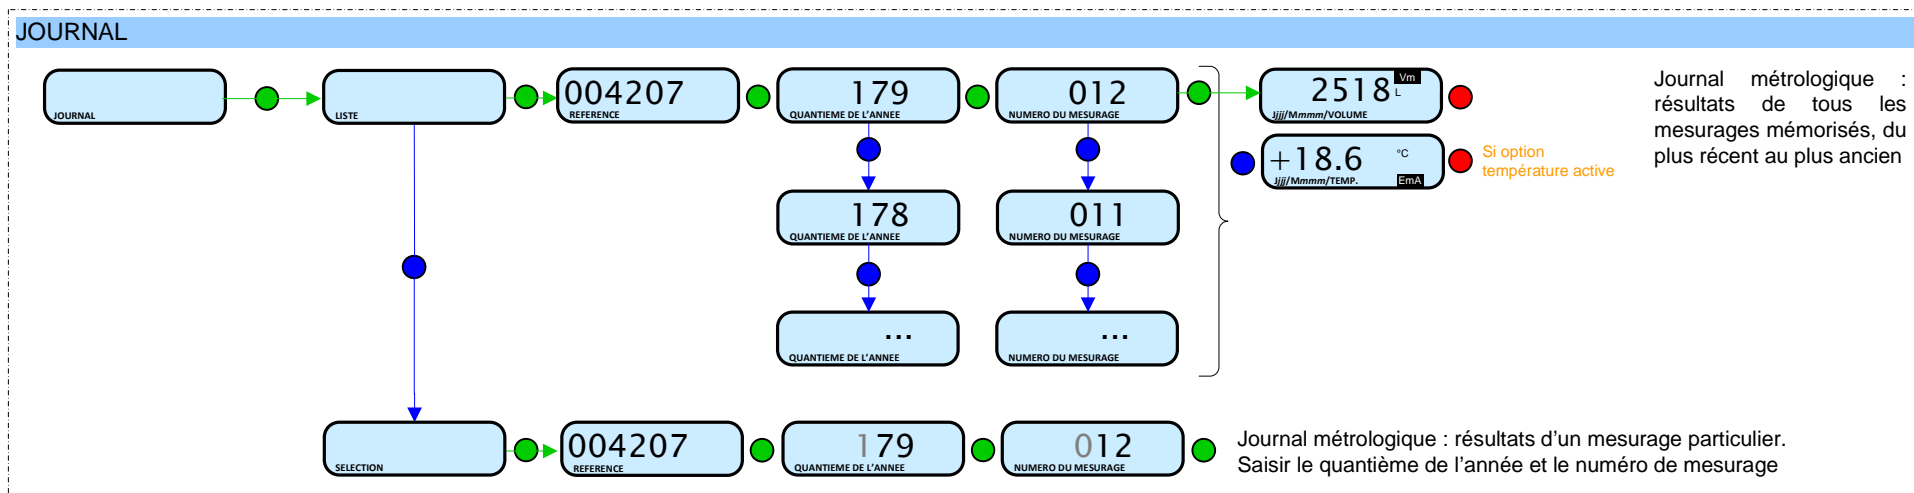 JOURNAL
JOURNAL
LISTE
004207
REFERENCE
179
QUANTIEME DE L'ANNEE
012
NUMERO DU MESURAGE
2518 Vm
L
Jjjj/Mmmm/VOLUME
+18.6 °C
Jjjj/Mmmm/TEMP. EmA
Si option
température active
Journal métrologique :
résultats de tous les
mesurages mémorisés, du
plus récent au plus ancien
178
QUANTIEME DE L'ANNEE
011
NUMERO DU MESURAGE
...
QUANTIEME DE L'ANNEE
...
NUMERO DU MESURAGE
SELECTION
004207
REFERENCE
179
QUANTIEME DE L'ANNEE
012
NUMERO DU MESURAGE
Journal métrologique : résultats d'un mesurage particulier.
Saisir le quantième de l'année et le numéro de mesurage